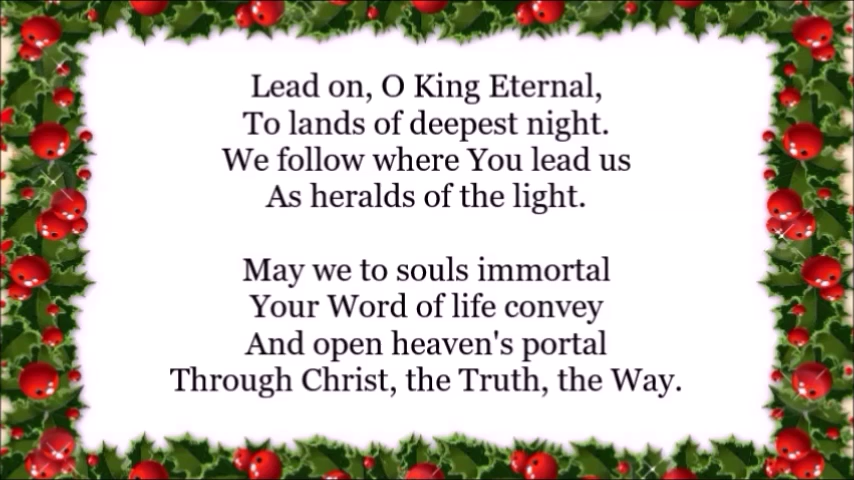 Lead on, O King Eternal,
To lands of deepest night.
We follow where You lead us
As heralds of the light.
May we to souls immortal
Your Word of life convey
And open heaven's portal
Through Christ, the Truth, the Way.